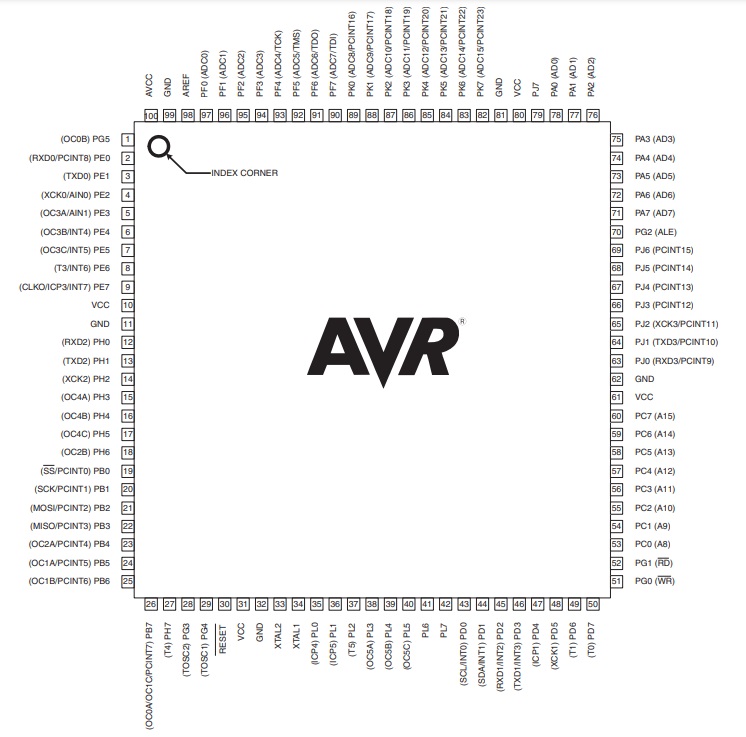 AVCC
GND
AREF
PF0 (ADC0)
PF1 (ADC1)
PF2 (ADC2)
PF3 (ADC3)
PF4 (ADC4/TCK)
PF5 (ADC5/TMS)
PF6 (ADC6/TDO)
PF7 (ADC7/TDI)
PK0 (ADC8/PCINT16)
PK1 (ADC9/PCINT17)
PK2 (ADC10/PCINT18)
PK3 (ADC11/PCINT19)
PK4 (ADC12/PCINT20)
PK5 (ADC13/PCINT21)
PK6 (ADC14/PCINT22)
PK7 (ADC15/PCINT23)
GND
VCC
PJ7
PA0 (AD0)
PA1 (AD1)
PA2 (AD2)
100 99 98 97 96 95 94 93 92 91 90 89 88 87 86 85 84 83 82 81 80 79 78 77 76
(OC0B) PG5 1
(RXD0/PCINT8) PE0 2
(TXD0) PE1 3
(XCK0/AIN0) PE2 4
(OC3A/AIN1) PE3 5
(OC3B/INT4) PE4 6
(OC3C/INT5) PE5 7
(T3/INT6) PE6 8
(CLKO/ICP3/INT7) PE7 9
VCC 10
GND 11
(RXD2) PH0 12
(TXD2) PH1 13
(XCK2) PH2 14
(OC4A) PH3 15
(OC4B) PH4 16
(OC4C) PH5 17
(OC2B) PH6 18
(SS/PCINT0) PB0 19
(SCK/PCINT1) PB1 20
(MOSI/PCINT2) PB2 21
(MISO/PCINT3) PB3 22
(OC2A/PCINT4) PB4 23
(OC1A/PCINT5) PB5 24
(OC1B/PCINT6) PB6 25
INDEX CORNER
AVR®
75 PA3 (AD3)
74 PA4 (AD4)
73 PA5 (AD5)
72 PA6 (AD6)
71 PA7 (AD7)
70 PG2 (ALE)
69 PJ6 (PCINT15)
68 PJ5 (PCINT14)
67 PJ4 (PCINT13)
66 PJ3 (PCINT12)
65 PJ2 (XCK3/PCINT11)
64 PJ1 (TXD3/PCINT10)
63 PJ0 (RXD3/PCINT9)
62 GND
61 VCC
60 PC7 (A15)
59 PC6 (A14)
58 PC5 (A13)
57 PC4 (A12)
56 PC3 (A11)
55 PC2 (A10)
54 PC1 (A9)
53 PC0 (A8)
52 PG1 (RD)
51 PG0 (WR)
26 27 28 29 30 31 32 33 34 35 36 37 38 39 40 41 42 43 44 45 46 47 48 49 50
(OC0A/OC1C/PCINT7) PB7
(T4) PH7
(TOSC2) PG3
(TOSC1) PG4
RESET
VCC
GND
XTAL2
XTAL1
(ICP4) PL0
(ICP5) PL1
(T5) PL2
(OC5A) PL3
(OC5B) PL4
(OC5C) PL5
PL6
PL7
(SCL/INT0) PD0
(SDA/INT1) PD1
(RXD1/INT2) PD2
(TXD1/INT3) PD3
(ICP1) PD4
(XCK1) PD5
(T1) PD6
(T0) PD7